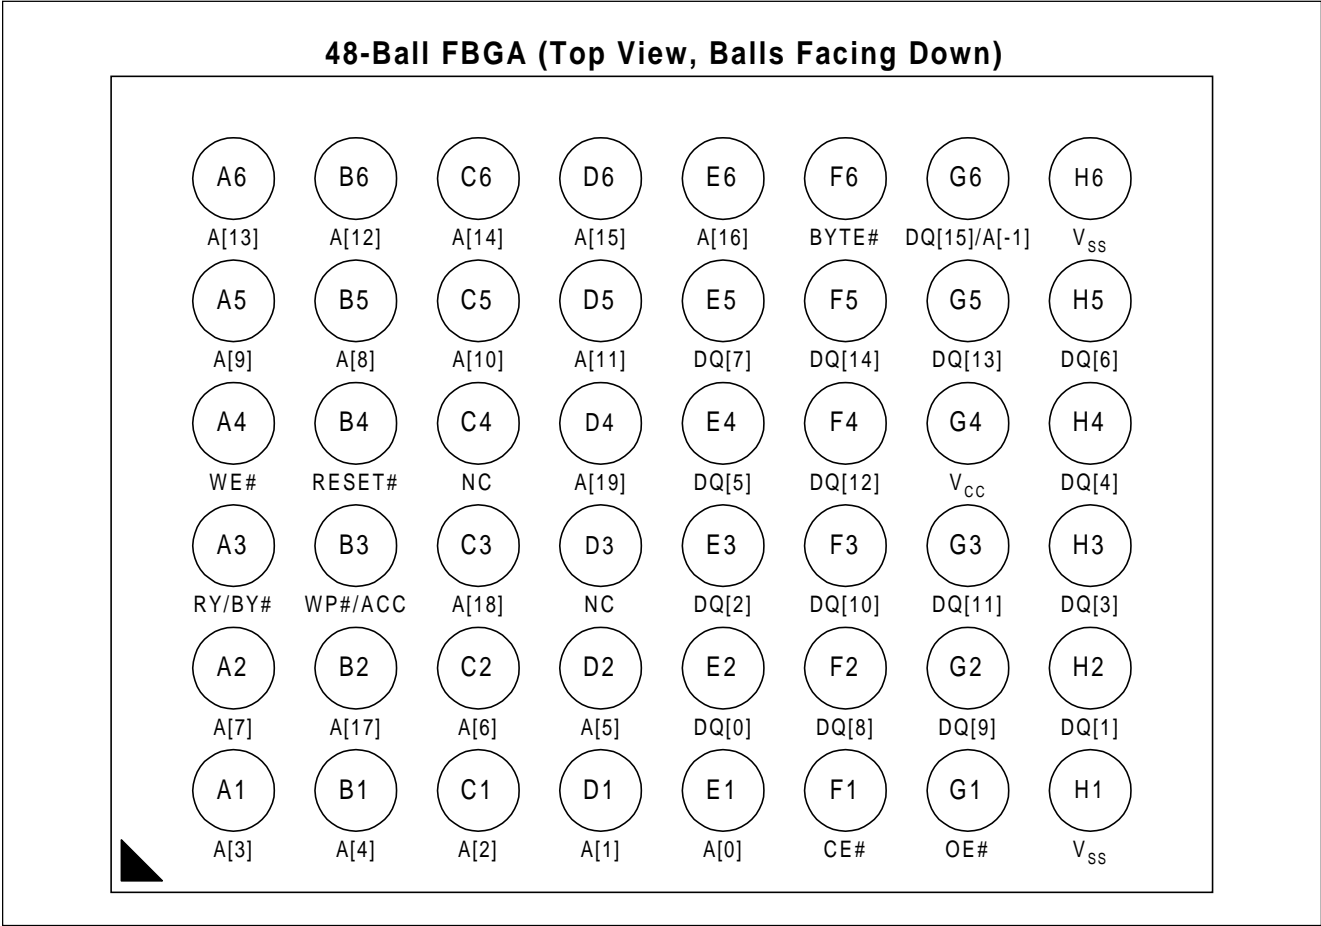 48-Ball FBGA (Top View, Balls Facing Down)
A6 B6 C6 D6 E6 F6 G6 H6
A[13] A[12] A[14] A[15] A[16] BYTE# DQ[15]/A[-1] VSS
A5 B5 C5 D5 E5 F5 G5 H5
A[9] A[8] A[10] A[11] DQ[7] DQ[14] DQ[13] DQ[6]
A4 B4 C4 D4 E4 F4 G4 H4
WE# RESET# NC A[19] DQ[5] DQ[12] VCC DQ[4]
A3 B3 C3 D3 E3 F3 G3 H3
RY/BY# WP#/ACC A[18] NC DQ[2] DQ[10] DQ[11] DQ[3]
A2 B2 C2 D2 E2 F2 G2 H2
A[7] A[17] A[6] A[5] DQ[0] DQ[8] DQ[9] DQ[1]
A1 B1 C1 D1 E1 F1 G1 H1
A[3] A[4] A[2] A[1] A[0] CE# OE# VSS